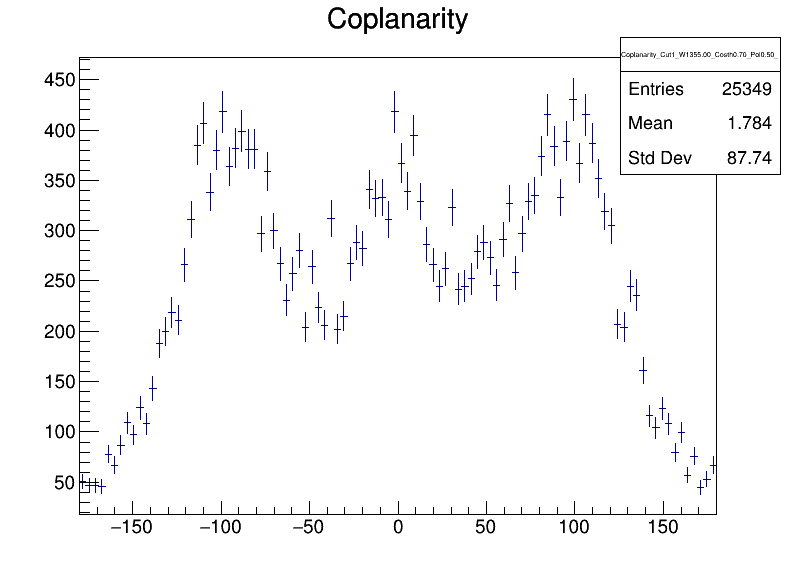 Coplanarity
Coplanarity_Cut1_W1355.00_Costh0.70_Pol0.50_
Entries 25349
Mean 1.784
Std Dev 87.74
450
400
350
300
250
200
150
100
50
−150 −100 −50 0 50 100 150